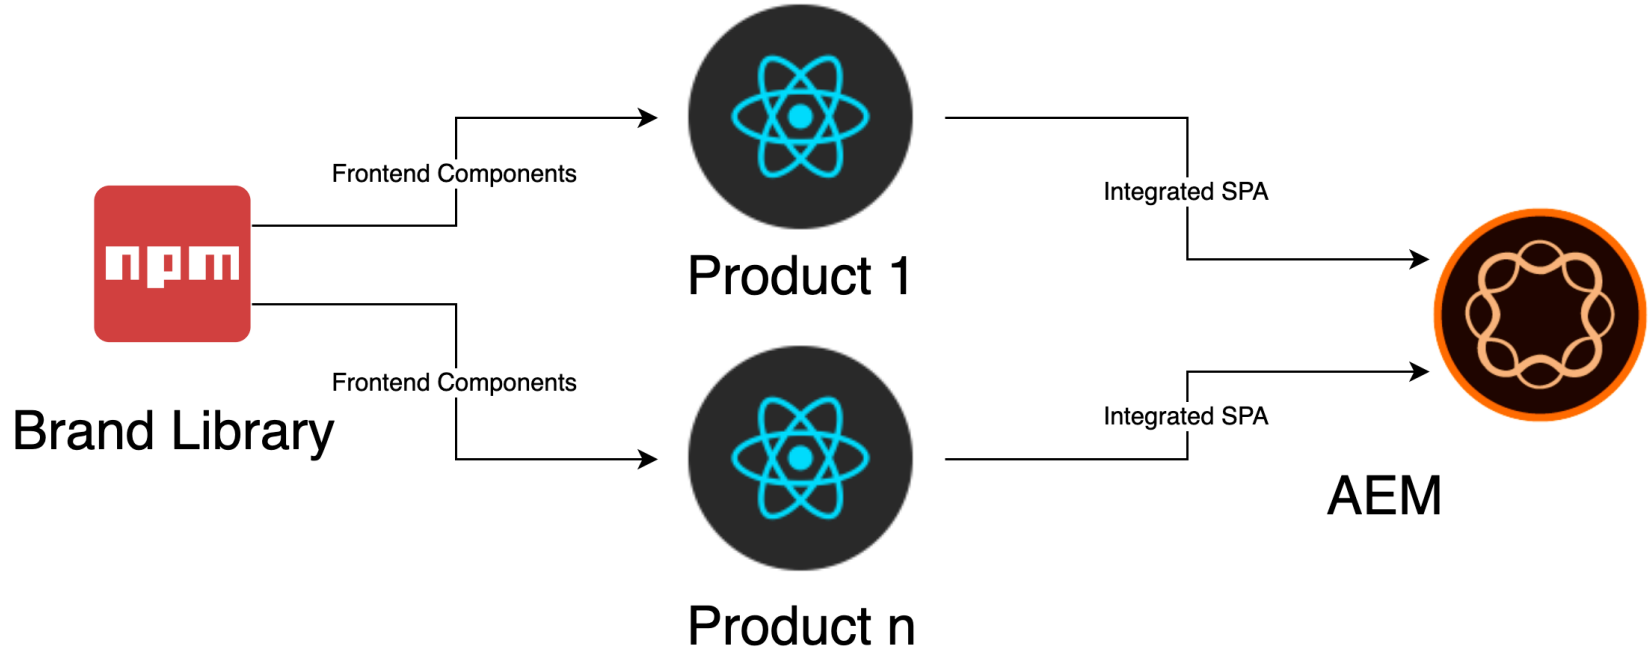 npm
Brand Library
Frontend Components
Frontend Components
Product 1
Product n
Integrated SPA
Integrated SPA
AEM